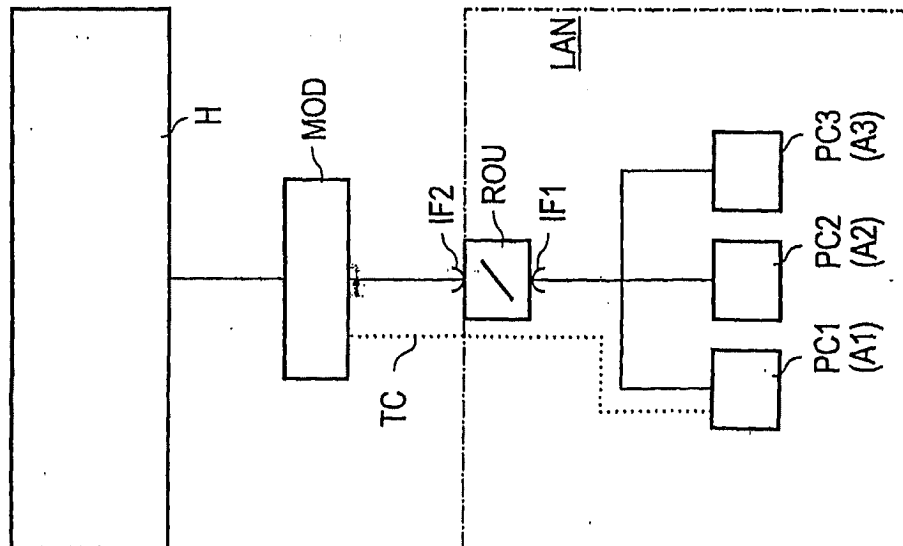 H
MOD
LAN
IF2
ROU
IF1
TC
PC1
(A1)
PC2
(A2)
PC3
(A3)